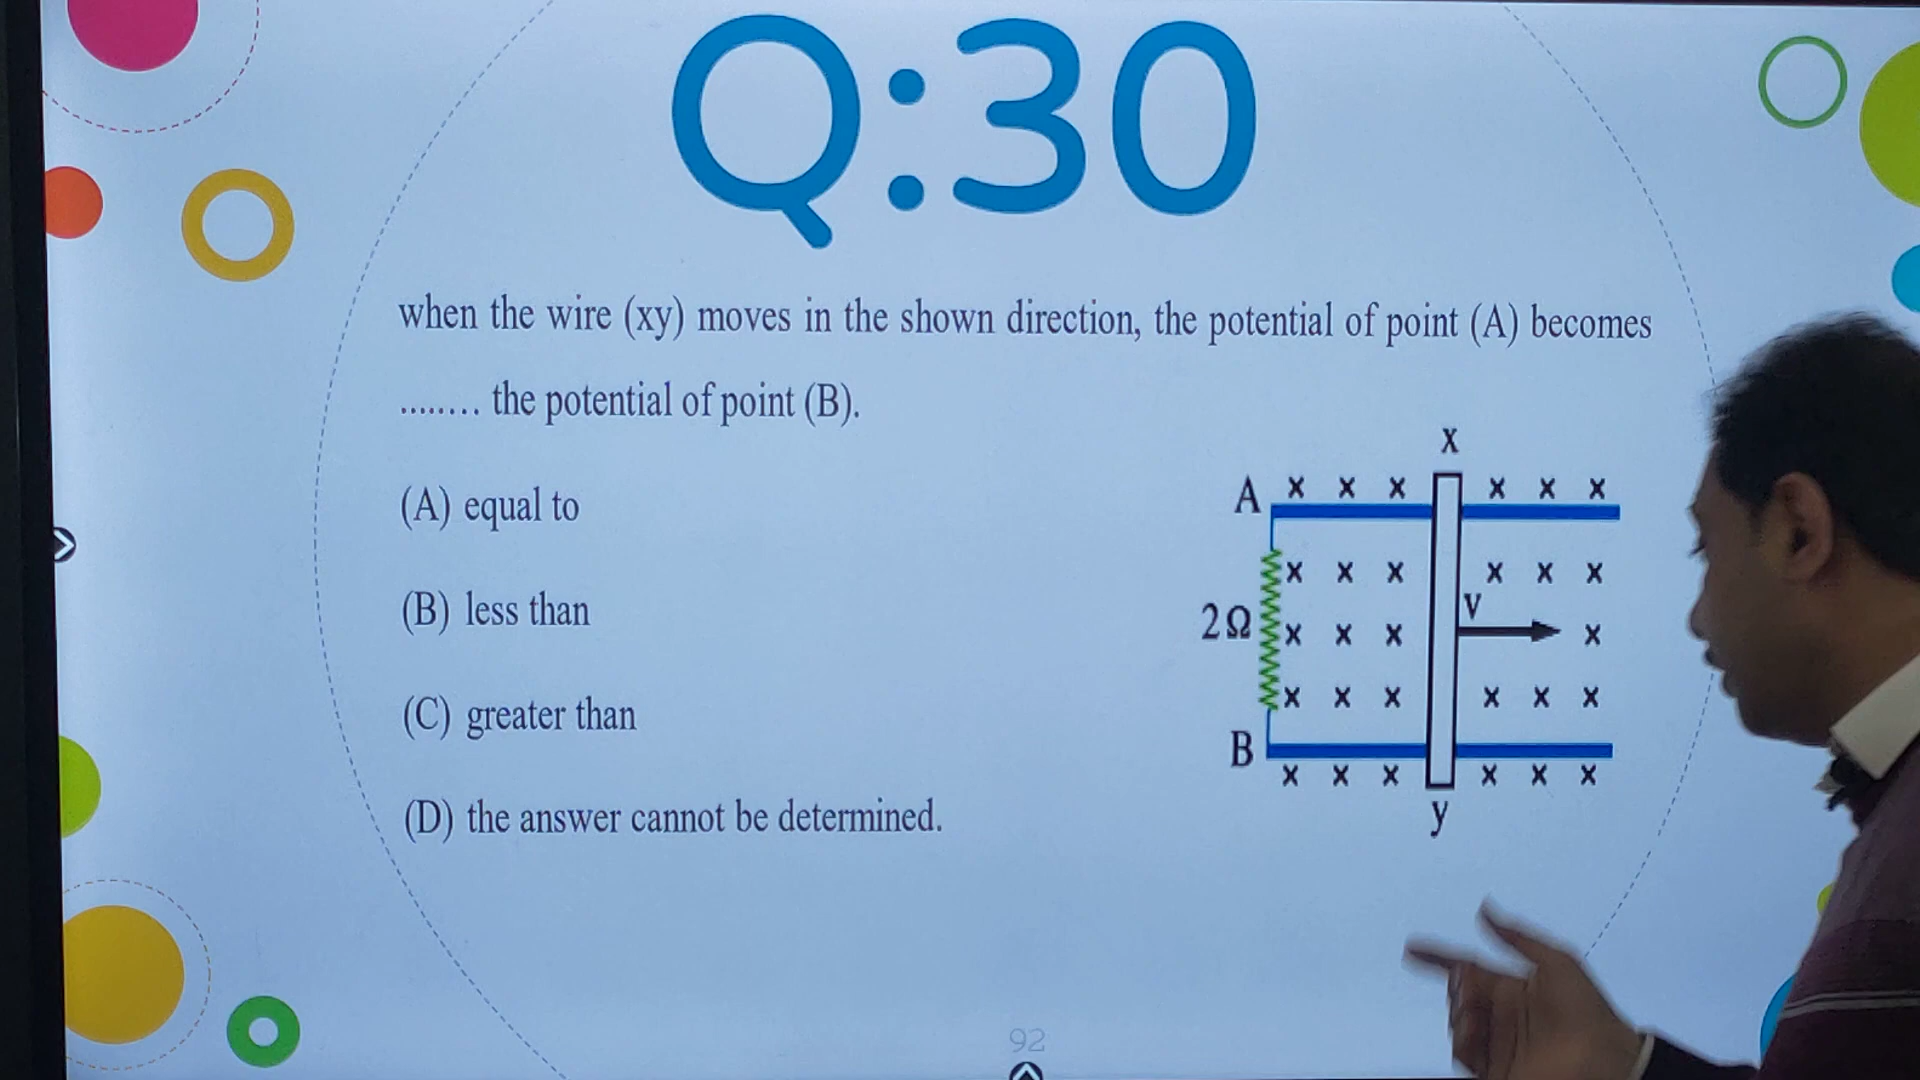 Q:30
when the wire (xy) moves in the shown direction, the potential of point (A) becomes
........ the potential of point (B).
(A) equal to
(B) less than
(C) greater than
(D) the answer cannot be determined.
x
A x x x x x x
x x x x x x
v
2Ω x x x x
x x x x x x
B
x x x x x x
y
92